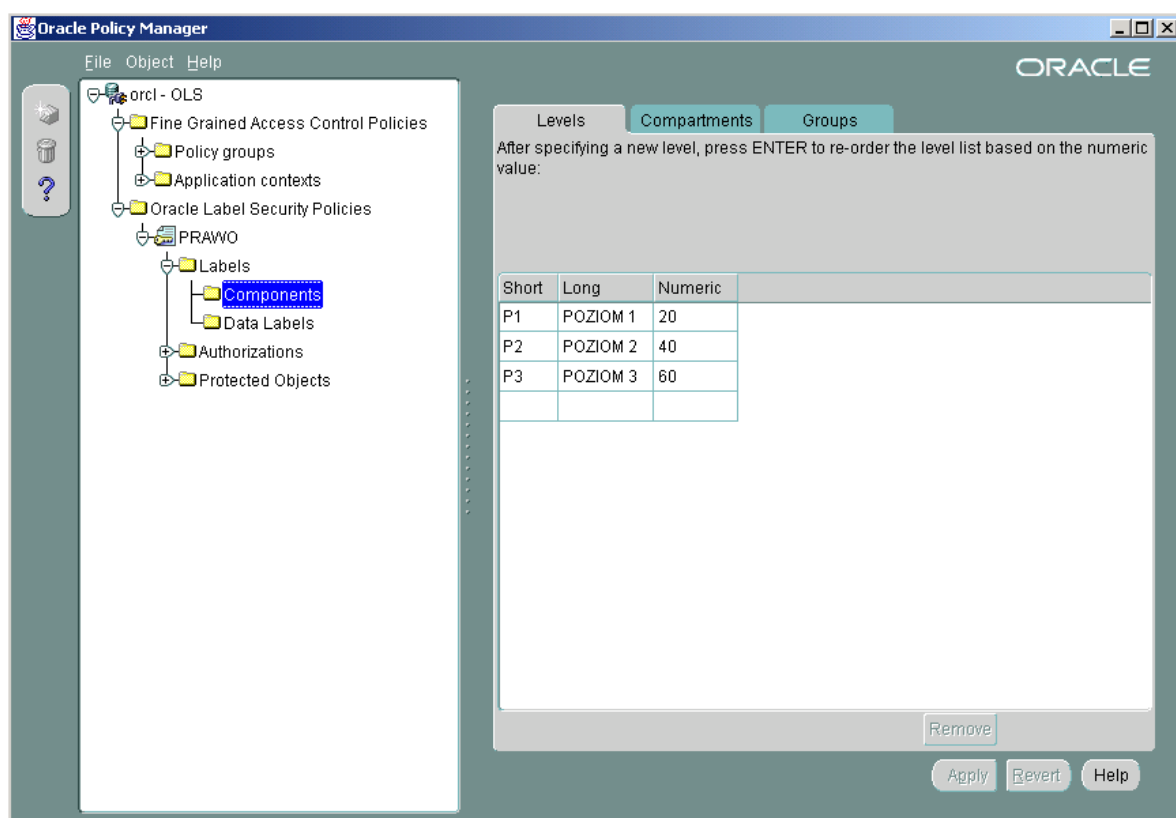 Oracle Policy Manager
File Object Help
ORACLE
orcl - OLS
Fine Grained Access Control Policies
Policy groups
Application contexts
Oracle Label Security Policies
PRAWO
Labels
Components
Data Labels
Authorizations
Protected Objects
Levels Compartments Groups
After specifying a new level, press ENTER to re-order the level list based on the numeric
value:
Short Long Numeric
P1 POZIOM 1 20
P2 POZIOM 2 40
P3 POZIOM 3 60
Remove
Apply Revert Help